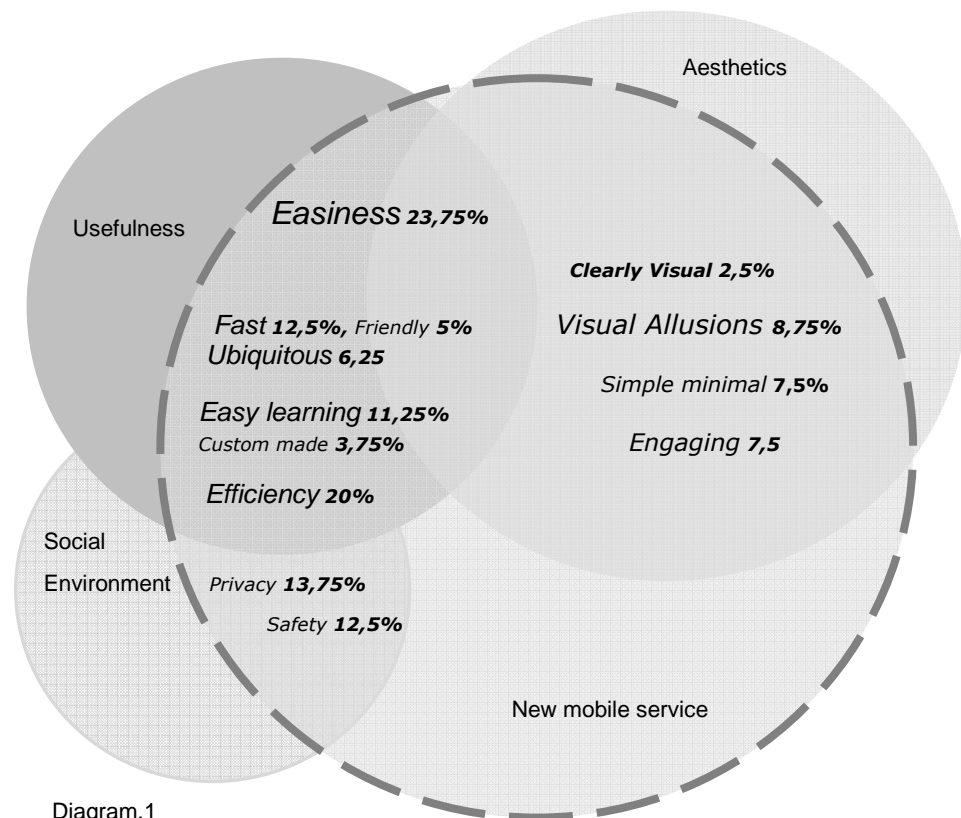 Aesthetics
Usefulness
Easiness 23,75%
Clearly Visual 2,5%
Fast 12,5%, Friendly 5%
Ubiquitous 6,25
Visual Allusions 8,75%
Simple minimal 7,5%
Easy learning 11,25%
Custom made 3,75%
Engaging 7,5
Efficiency 20%
Social
Environment
Privacy 13,75%
Safety 12,5%
New mobile service
Diagram.1